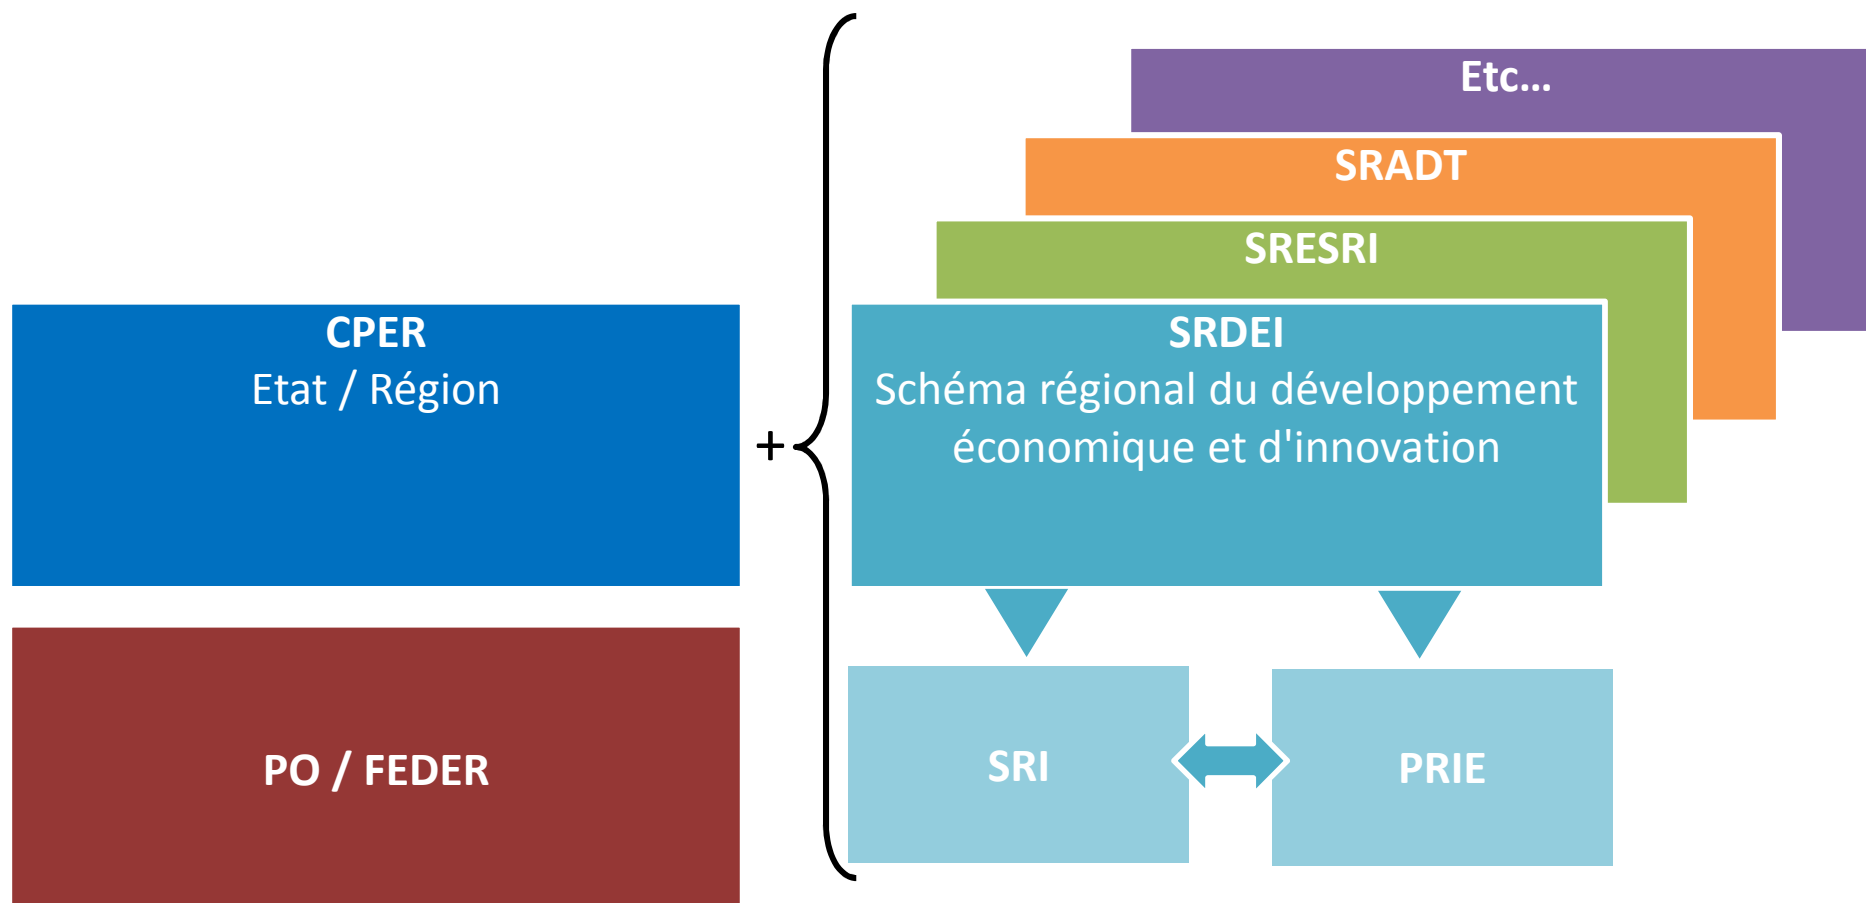 CPER
Etat / Région
PO / FEDER
+
Etc...
SRADT
SRESRI
SRDEI
Schéma régional du développement
économique et d'innovation
SRI
PRIE